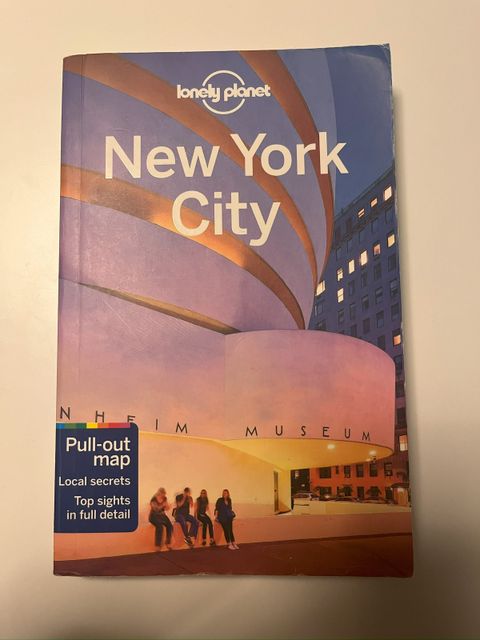 lonely planet
New York
City
NHEIM MUSEUM
Pull-out
map
Local secrets
Top sights
in full detail